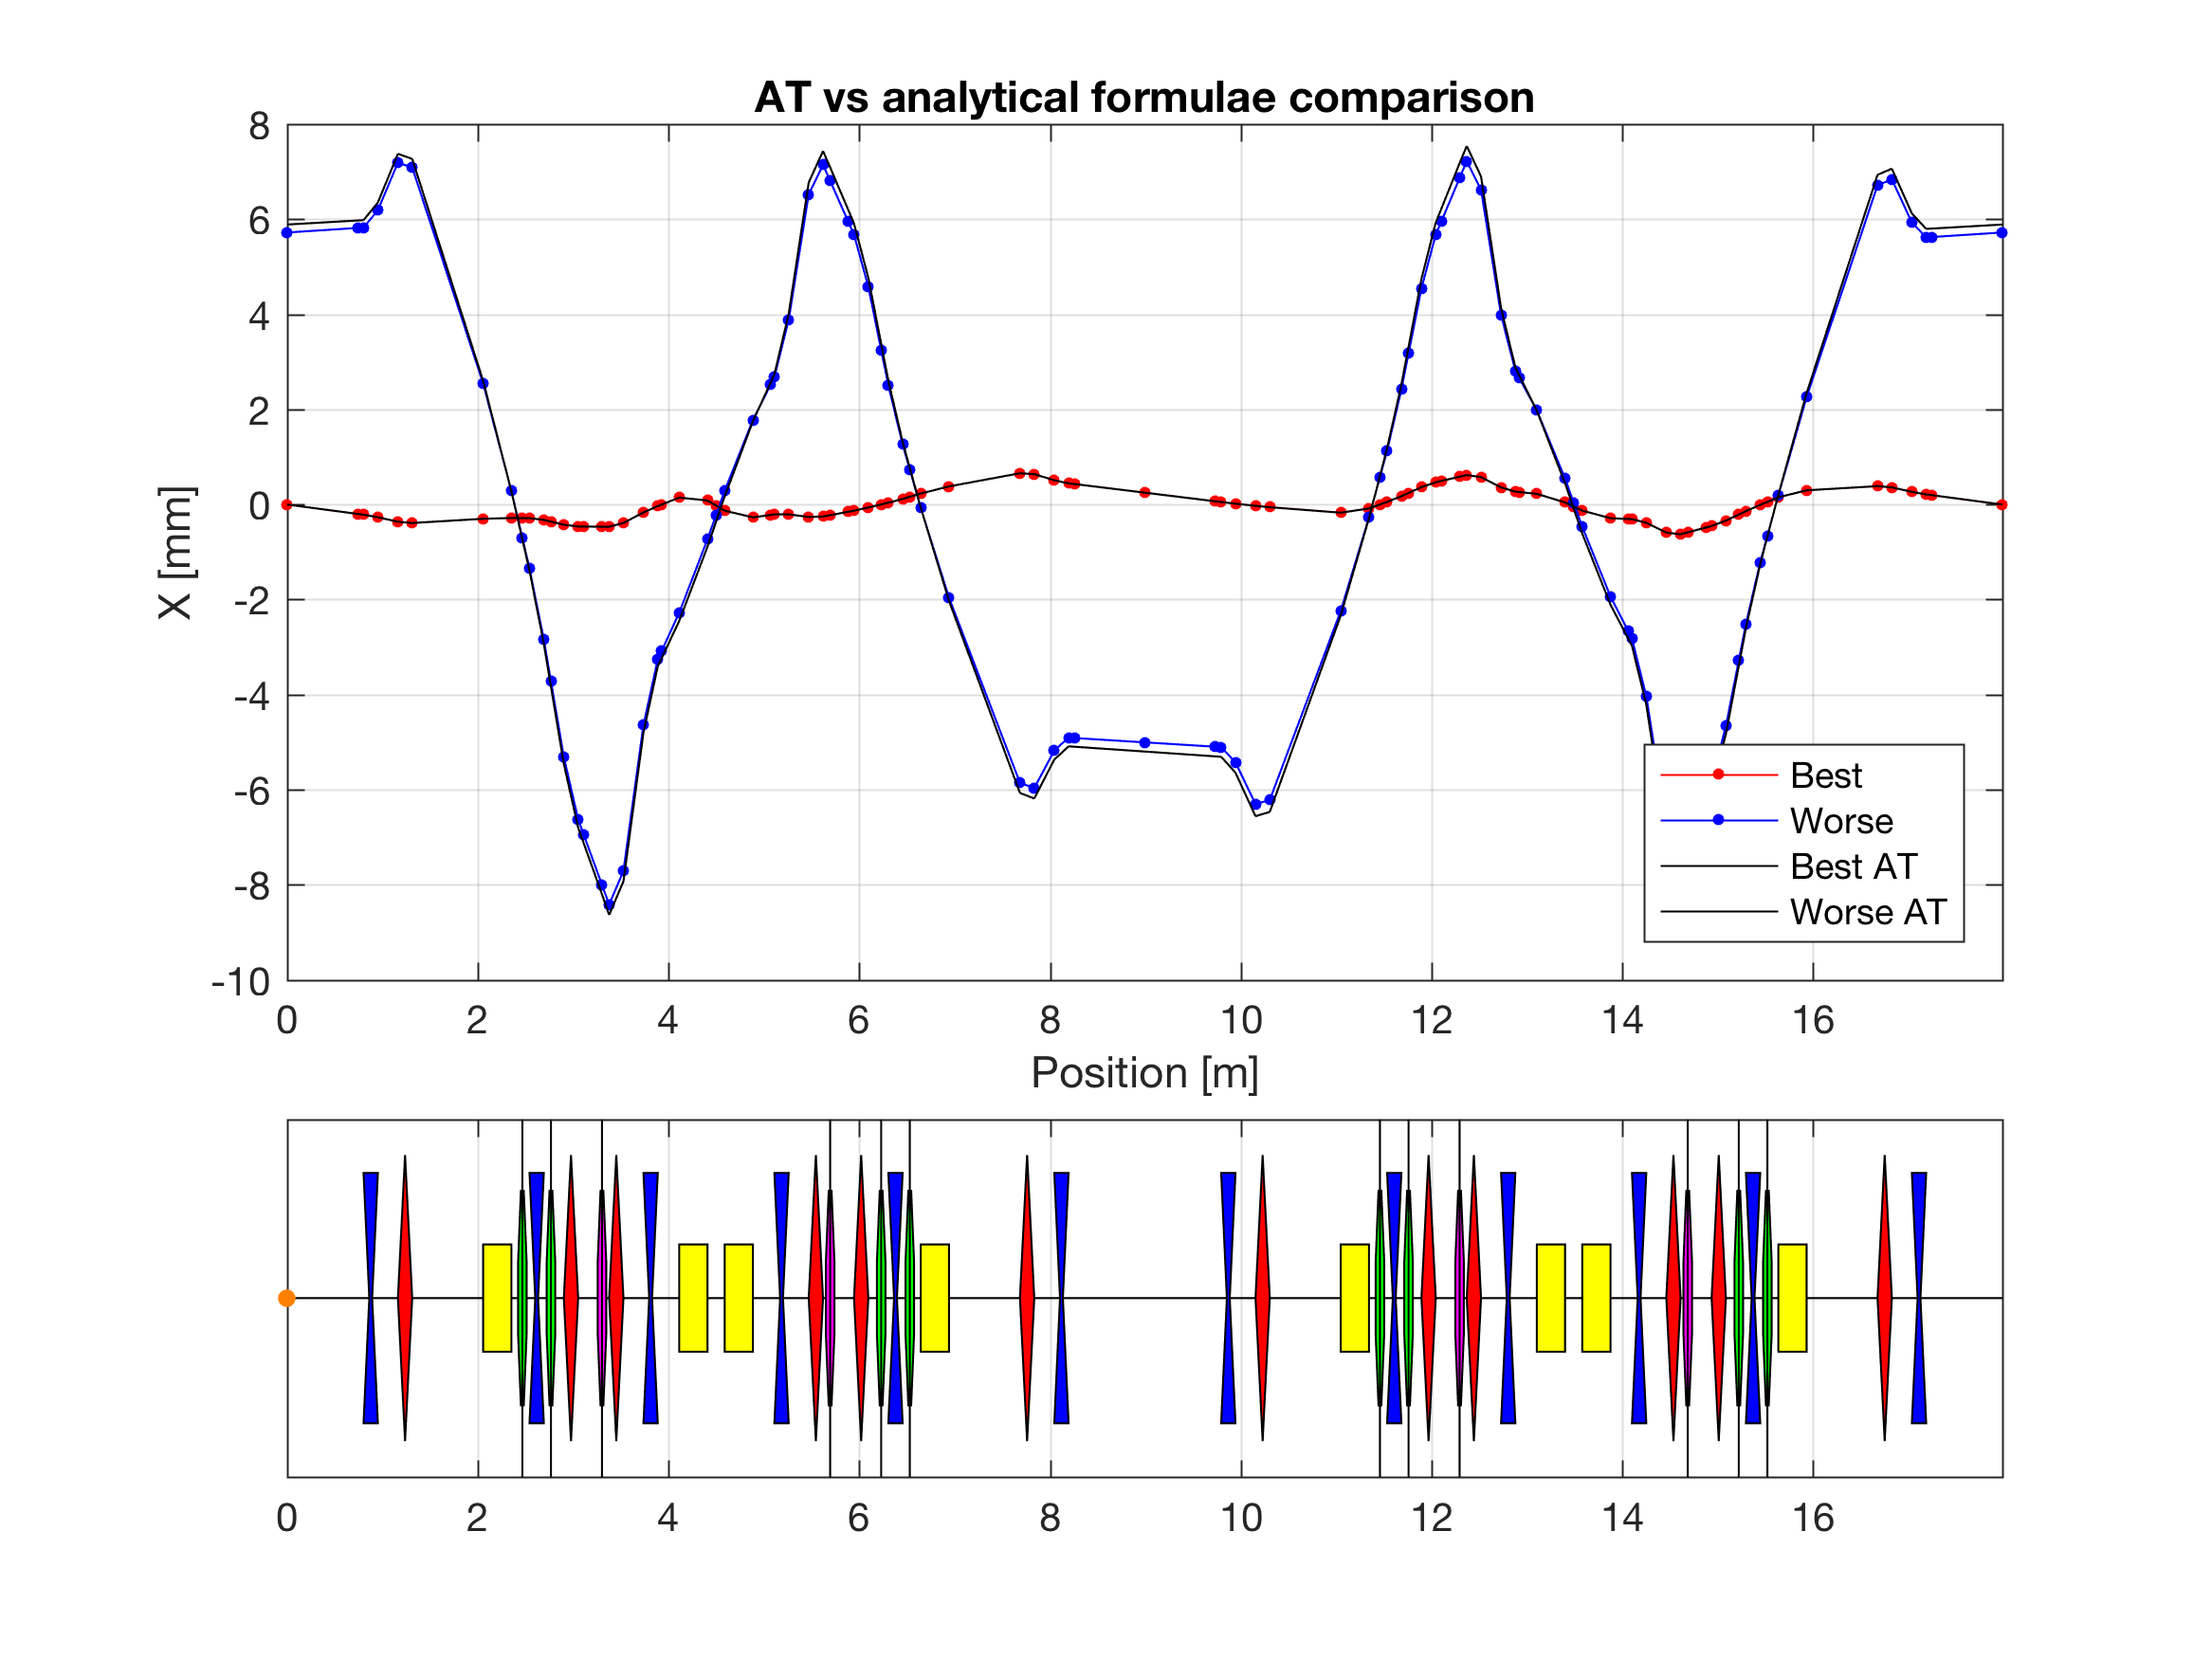 AT vs analytical formulae comparison
8
6
4
2
0
-2
-4
-6
-8
-10
X [mm]
0 2 4 6 8 10 12 14 16
Position [m]
Best
Worse
Best AT
Worse AT
0 2 4 6 8 10 12 14 16